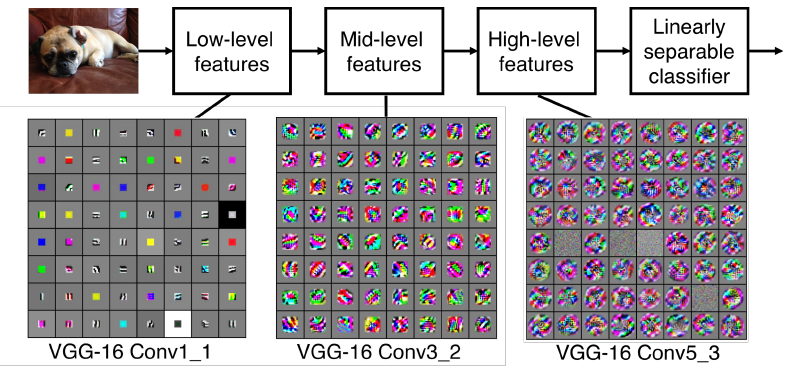 Low-level
features
Mid-level
features
High-level
features
Linearly
separable
classifier
VGG-16 Conv1_1
VGG-16 Conv3_2
VGG-16 Conv5_3